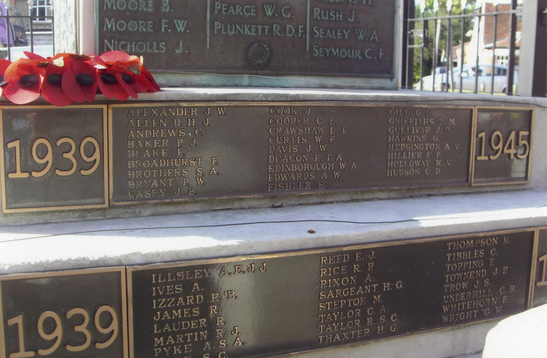 MOORE B.
MOORE F.W.
NICHOLLS J.
PEARCE W.G.
PLUNKETT R.D.F.
RUSH J.
SEALEY W.A.
SEYMOUR C.F.
1939
ALEXANDER J.W.
ALLEN B.H.J.
ANDREWS C.
BAKER P.J.
BLAKE F.
BROADHURST F.
BROTHERS S.A.
BRYANT P.W.
CASEY J.B.
COOK J.
COOPER C.L.
CRAWSHAW L.E.
CURTIS W.P.
DAVIS J.W.
DEACON E.T.A.
EDINBOROUGH W.A.
EDWARDS A.W.
FISHER S.
GILL G.
GULLIVER J.
HAWKINS G.
HEDGINGTON A.V.
HILLIER F.F.
HOLLOWAY R.V.
HUDSON C.D.
1945
1939
ILLSLEY A.E.J.J.
IVES A.
IZZARD P.B.
JAMES R.
LAUDER R.
MARTIN R.J.
PYKE A.S.A.
REED E.J.
RICE R.P.
RIXON A.
SARGEANT H.G.
STEPTOE M.
TAYLOR C.A.
TAYLOR R.S.C.
THAXTER H.G.
THOMPSON R.
TIBBLES C.
TOPPING F.
TOWNEND J.P.
TROW J.S.
UNDERHILL C.R.
WHITEHORN F.
WRIGHT G.W.